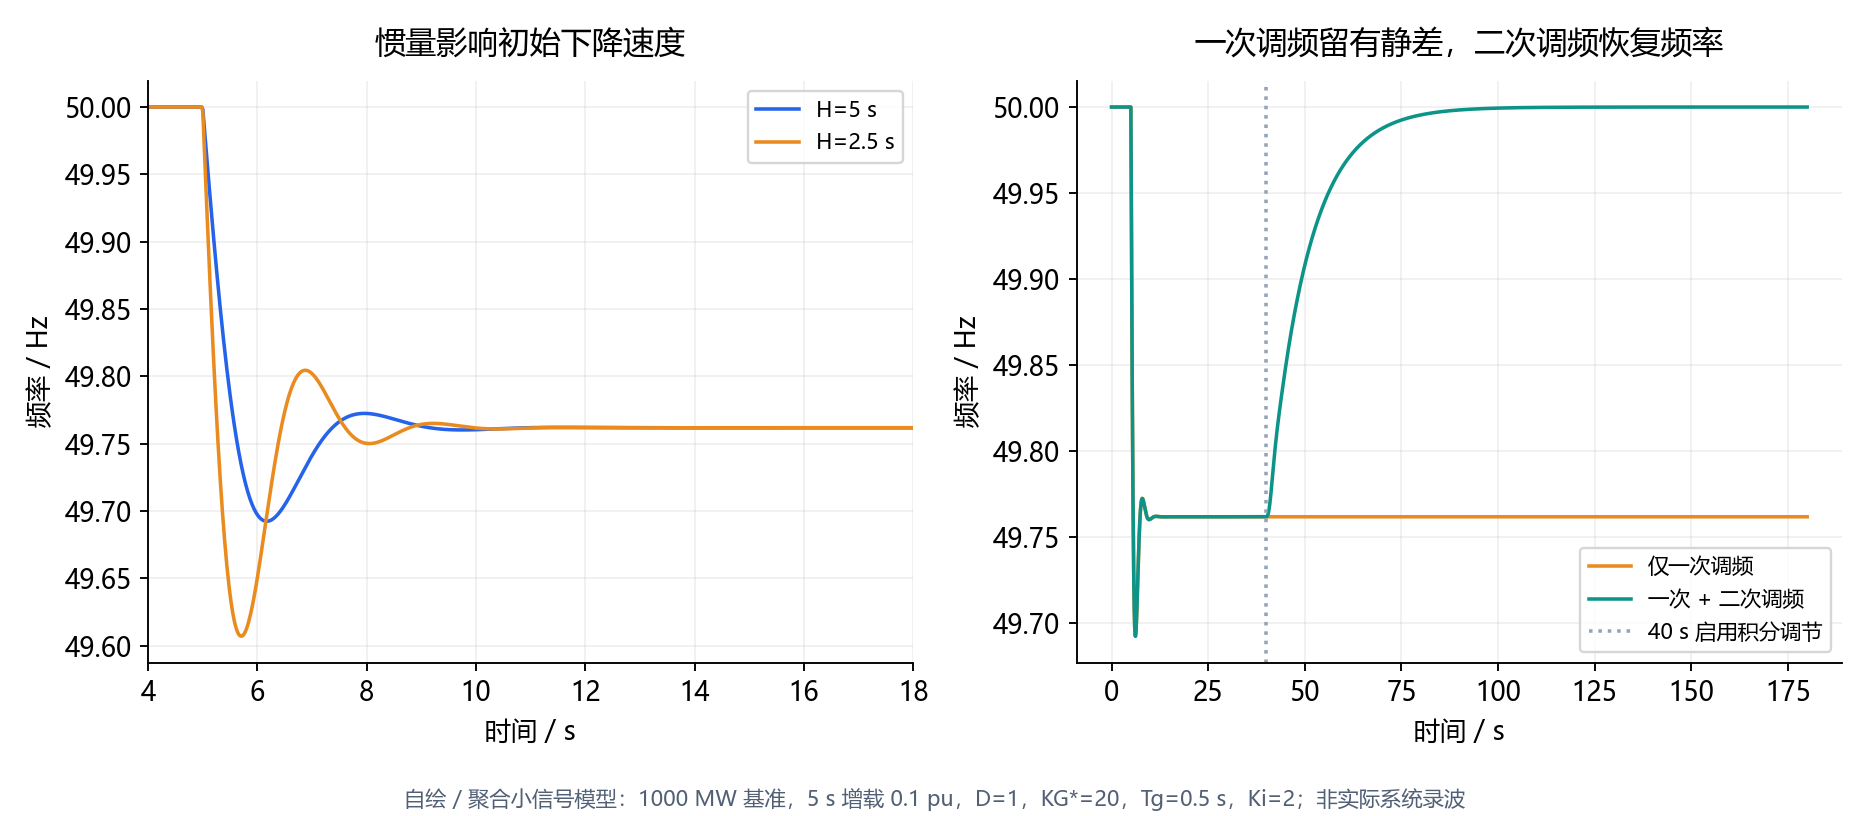 惯量影响初始下降速度
频率 / Hz
50.00
49.95
49.90
49.85
49.80
49.75
49.70
49.65
49.60
4
6
8
10
12
14
16
18
时间 / s
H=5 s
H=2.5 s
一次调频留有静差，二次调频恢复频率
频率 / Hz
50.00
49.95
49.90
49.85
49.80
49.75
49.70
0
25
50
75
100
125
150
175
时间 / s
仅一次调频
一次 + 二次调频
40 s 启用积分调节
自绘 / 聚合小信号模型：1000 MW 基准，5 s 增载 0.1 pu，D=1，KG*=20，Tg=0.5 s，Ki=2；非实际系统录波